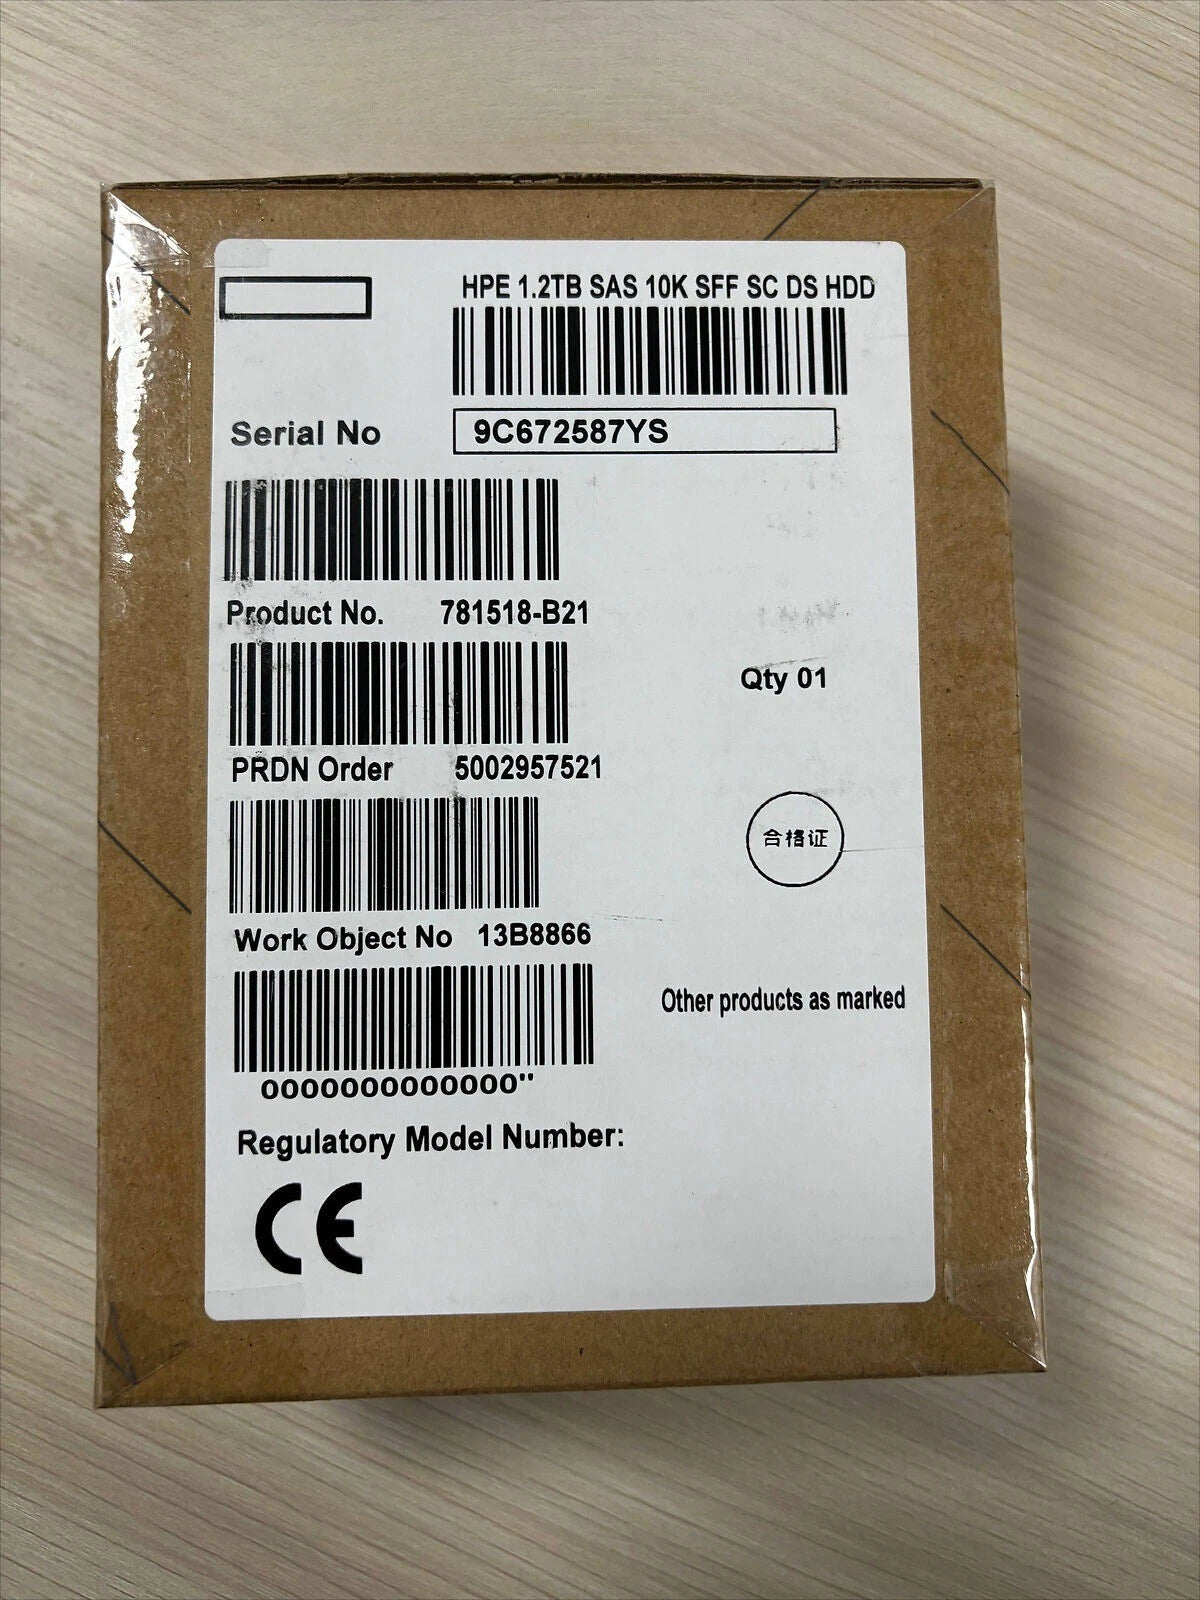 HPE 1.2TB SAS 10K SFF SC DS HDD
Serial No 9C672587YS
Product No. 781518-B21
Qty 01
PRDN Order 5002957521
合格证
Work Object No 13B8866
Other products as marked
0000000000000"
Regulatory Model Number:
CE